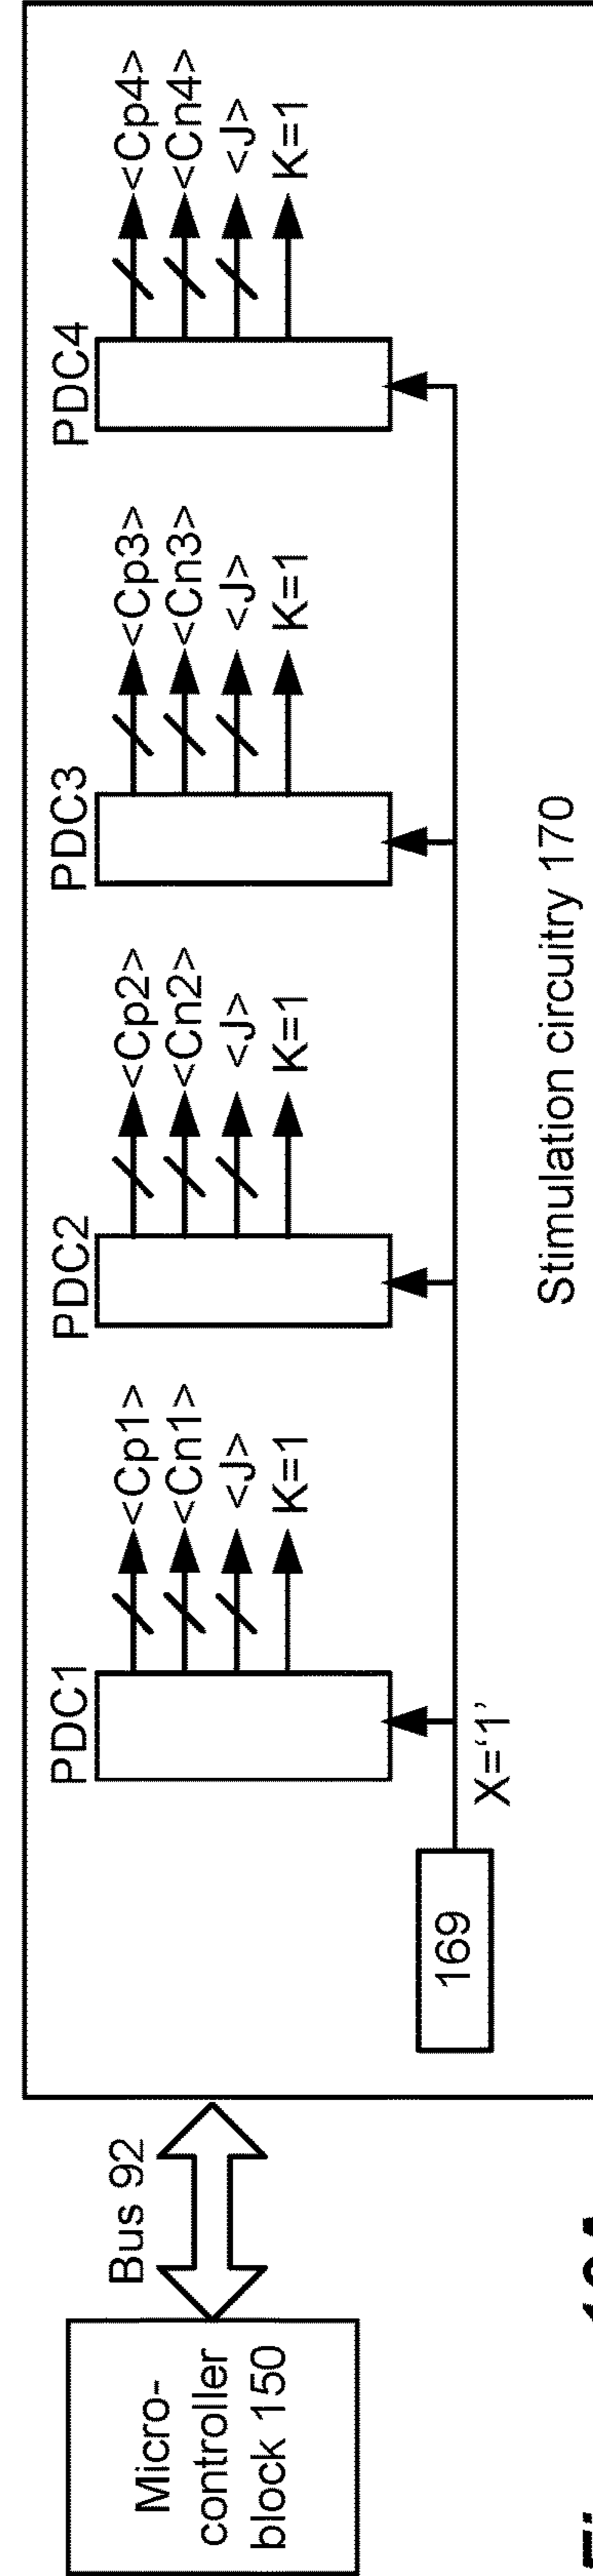 Micro-
controller
block 150
Bus 92
169
X='1'
PDC1
<Cp1>
<Cn1>
<J>
K=1
PDC2
<Cp2>
<Cn2>
<J>
K=1
PDC3
<Cp3>
<Cn3>
<J>
K=1
PDC4
<Cp4>
<Cn4>
<J>
K=1
Stimulation circuitry 170